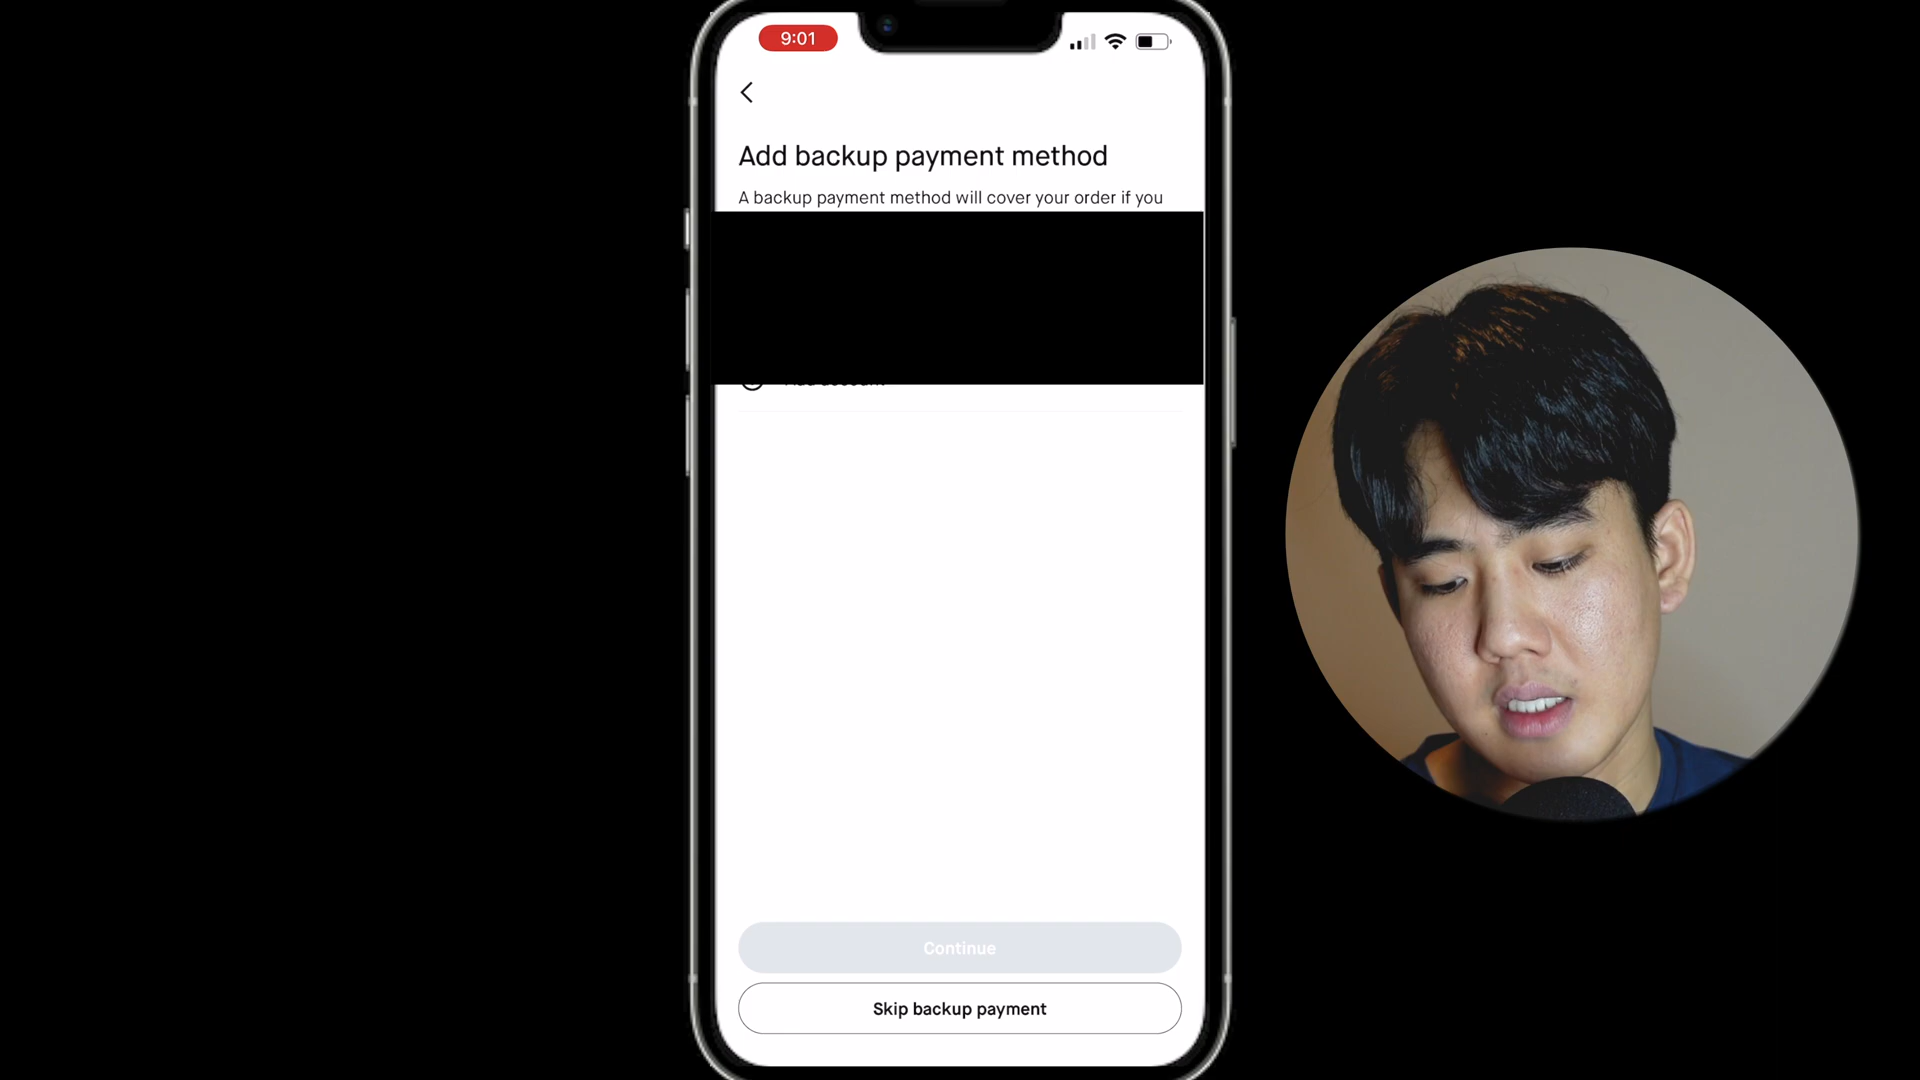 9:01
Add backup payment method
A backup payment method will cover your order if you
Continue
Skip backup payment